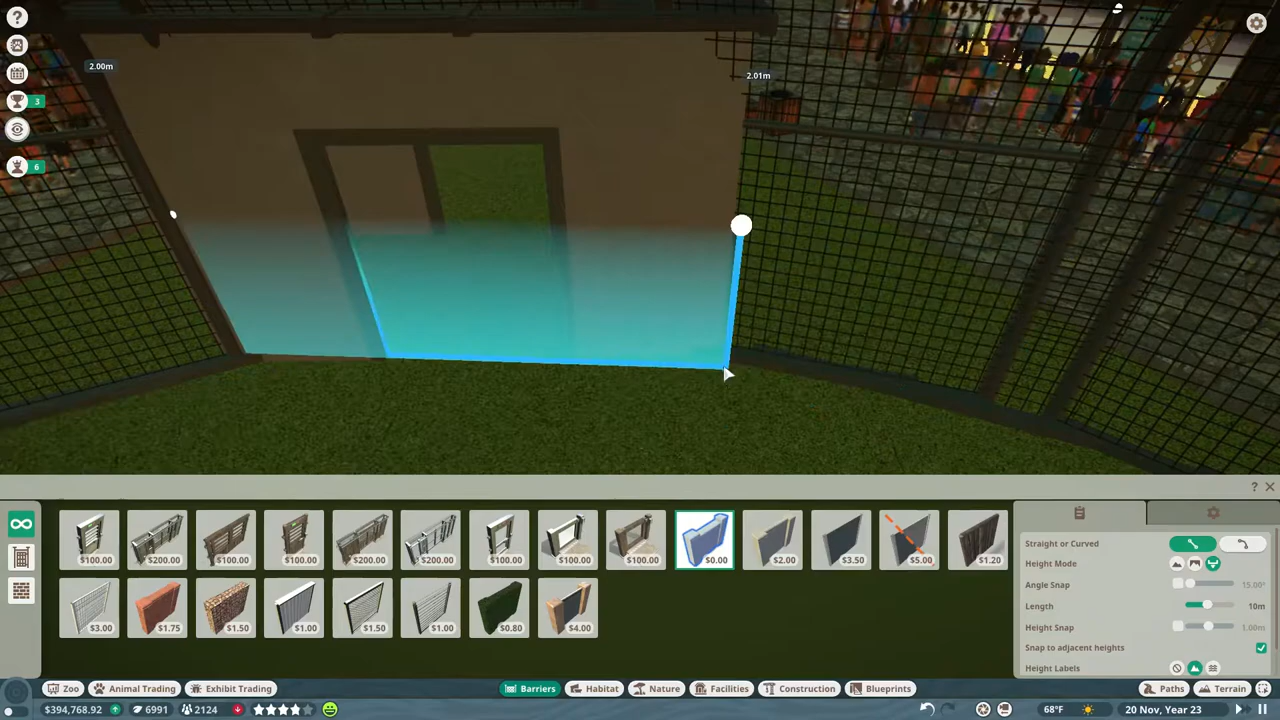 ?
2.00m
2.01m
3
6
? ×
$100.00 $200.00 $100.00 $100.00 $200.00 $200.00 $100.00 $100.00 $100.00 $0.00 $2.00 $3.50 $5.00 $1.20
$3.00 $1.75 $1.50 $1.00 $1.50 $1.00 $0.80 $4.00
Straight or Curved
Height Mode
Angle Snap 15.00°
Length 10m
Height Snap 1.00m
Snap to adjacent heights
Height Labels
Zoo Animal Trading Exhibit Trading Barriers Habitat Nature Facilities Construction Blueprints Paths Terrain
$394,768.92 6991 2124 68°F 20 Nov, Year 23